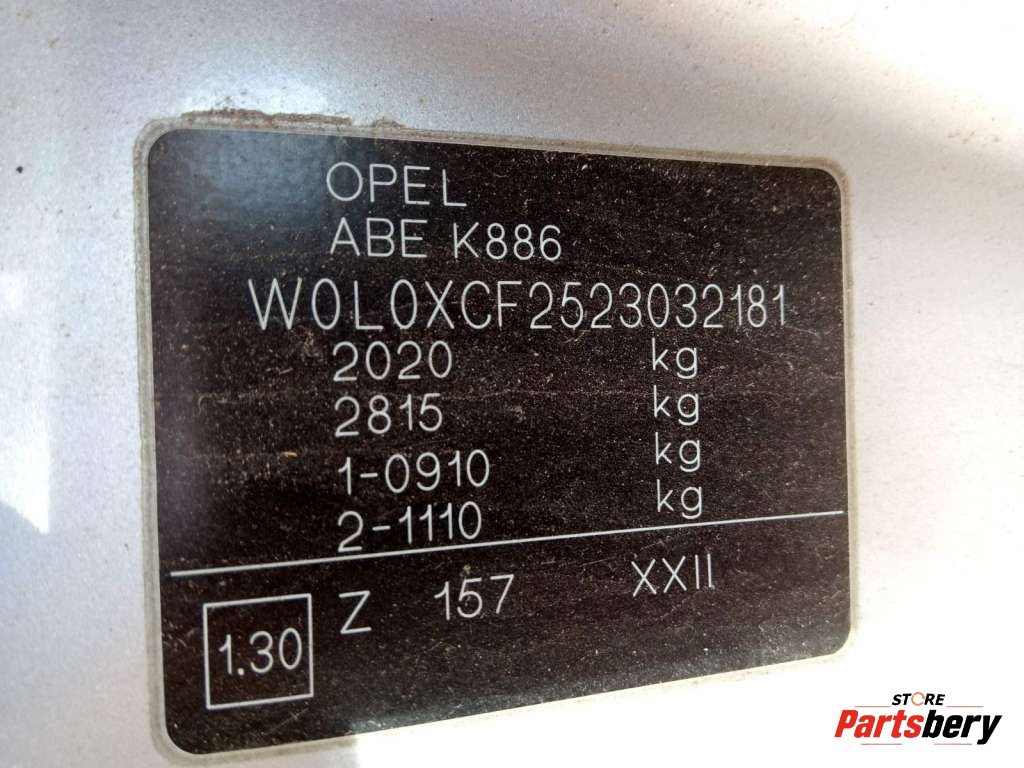 OPEL
ABE K886
W0L0XCF2523032181
2020 kg
2815 kg
1-0910 kg
2-1110 kg
1.30 Z 157 XXII
STORE
Partsbery